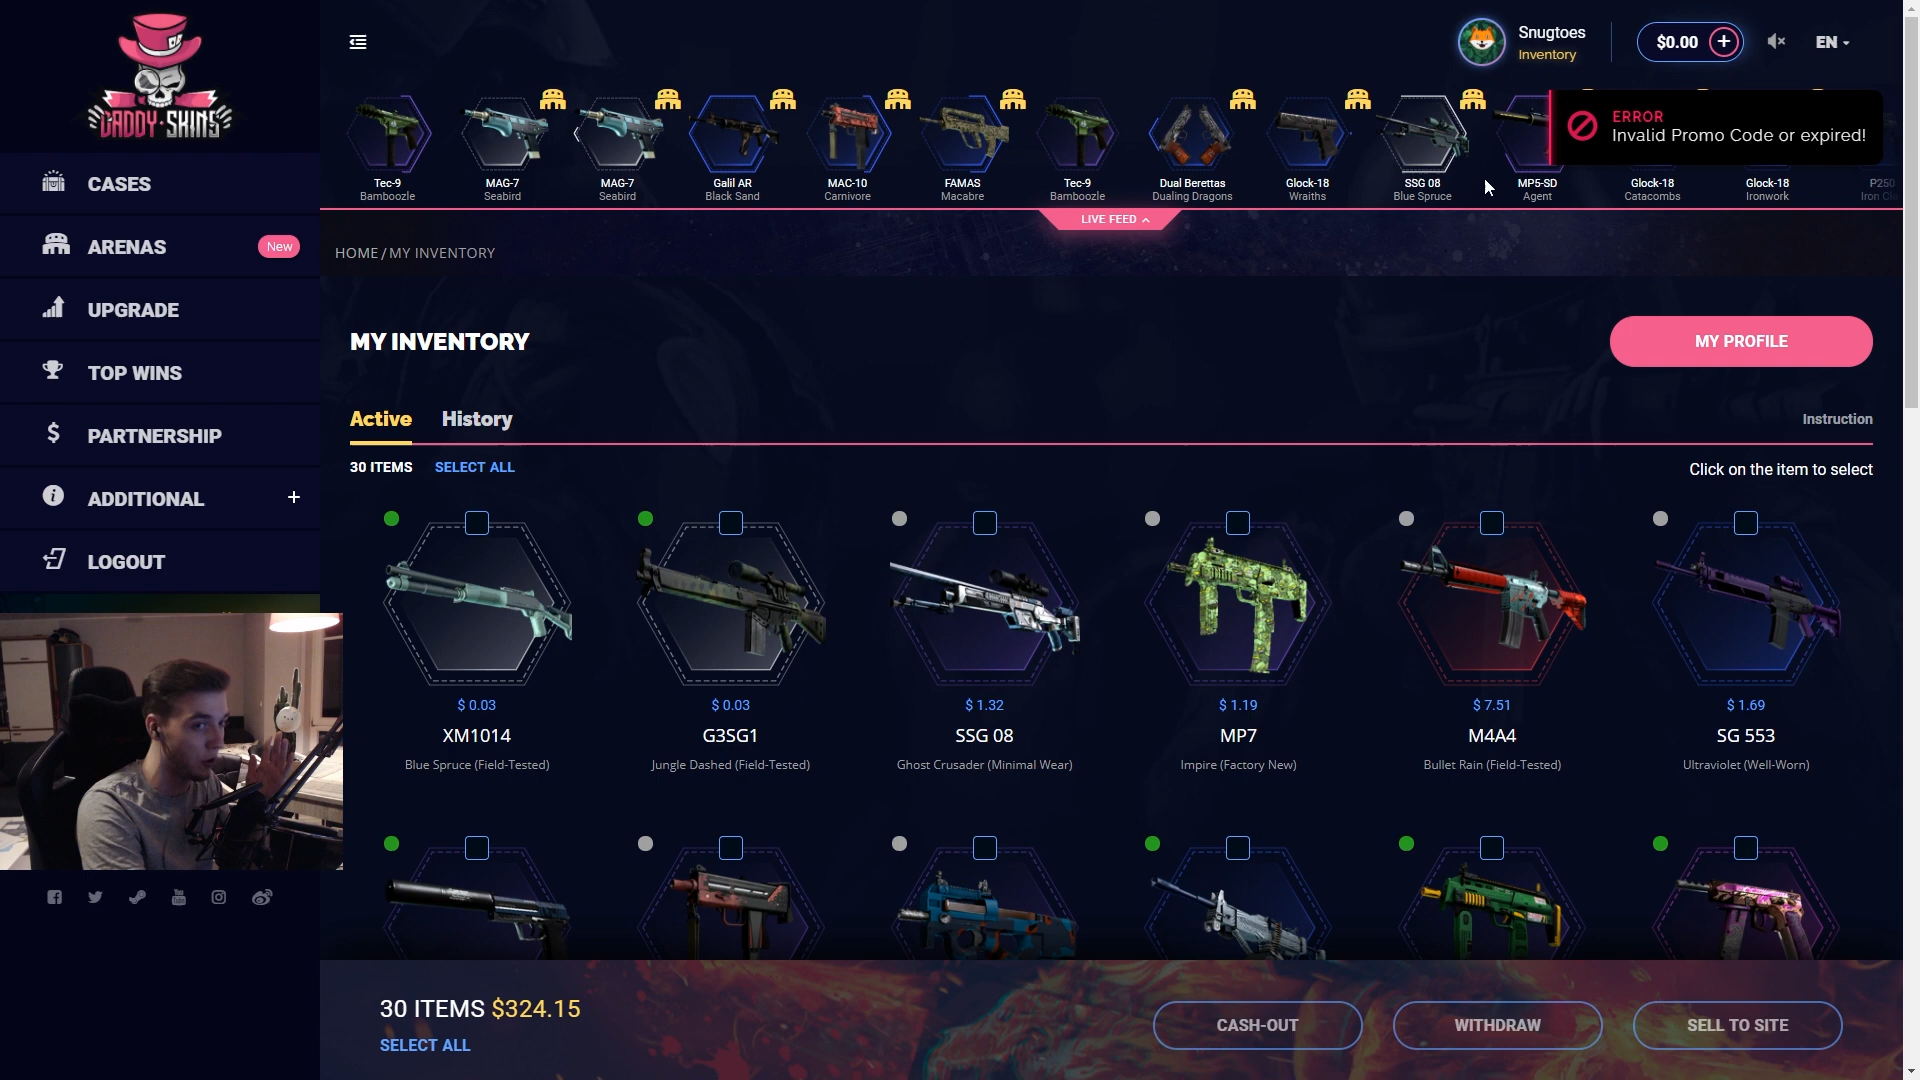 DADDY SKINS
Snugtoes
Inventory
$0.00
EN
ERROR
Invalid Promo Code or expired!
Tec-9
Bamboozle
MAG-7
Seabird
MAG-7
Seabird
Galil AR
Black Sand
MAC-10
Carnivore
FAMAS
Macabre
Tec-9
Bamboozle
Dual Berettas
Dualing Dragons
Glock-18
Wraiths
SSG 08
Blue Spruce
MP5-SD
Agent
Glock-18
Catacombs
Glock-18
Ironwork
P250
LIVE FEED
CASES
ARENAS New
UPGRADE
TOP WINS
PARTNERSHIP
ADDITIONAL +
LOGOUT
HOME / MY INVENTORY
MY INVENTORY
MY PROFILE
Active History
Instruction
30 ITEMS SELECT ALL
Click on the item to select
$ 0.03
XM1014
Blue Spruce (Field-Tested)
$ 0.03
G3SG1
Jungle Dashed (Field-Tested)
$ 1.32
SSG 08
Ghost Crusader (Minimal Wear)
$ 1.19
MP7
Impire (Factory New)
$ 7.51
M4A4
Bullet Rain (Field-Tested)
$ 1.69
SG 553
Ultraviolet (Well-Worn)
30 ITEMS $324.15
SELECT ALL
CASH-OUT
WITHDRAW
SELL TO SITE